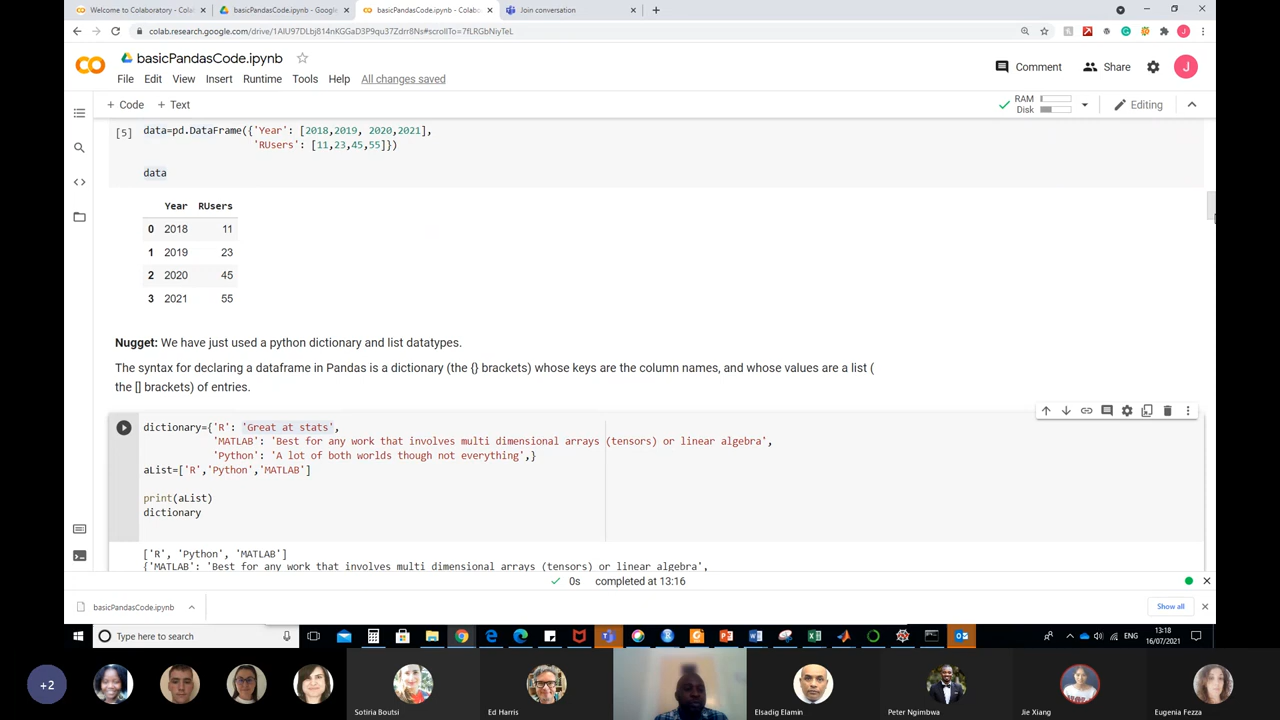 Welcome to Colaboratory - Colab
basicPandasCode.ipynb - Google
basicPandasCode.ipynb - Colabo
Join conversation
colab.research.google.com/drive/1AlU97DLbj814nKGGaD3P9qu37Zdrr8Ns#scrollTo=7fLRGbNiyTeL
basicPandasCode.ipynb
Comment
Share
J
File Edit View Insert Runtime Tools Help All changes saved
+ Code + Text
RAM
Disk
Editing
[5]
data=pd.DataFrame({'Year': [2018,2019, 2020,2021],
'RUsers': [11,23,45,55]})
data
Year RUsers
0 2018 11
1 2019 23
2 2020 45
3 2021 55
Nugget: We have just used a python dictionary and list datatypes.
The syntax for declaring a dataframe in Pandas is a dictionary (the {} brackets) whose keys are the column names, and whose values are a list (
the [] brackets) of entries.
dictionary={'R': 'Great at stats',
'MATLAB': 'Best for any work that involves multi dimensional arrays (tensors) or linear algebra',
'Python': 'A lot of both worlds though not everything',}
aList=['R','Python','MATLAB']
print(aList)
dictionary
['R', 'Python', 'MATLAB']
{'MATLAB': 'Best for any work that involves multi dimensional arrays (tensors) or linear algebra',
0s completed at 13:16
basicPandasCode.ipynb
Show all
Type here to search
ENG
13:18
16/07/2021
+2
Sotiria Boutsi
Ed Harris
Elsadig Elamin
Peter Ngimbwa
Jie Xiang
Eugenia Fezza